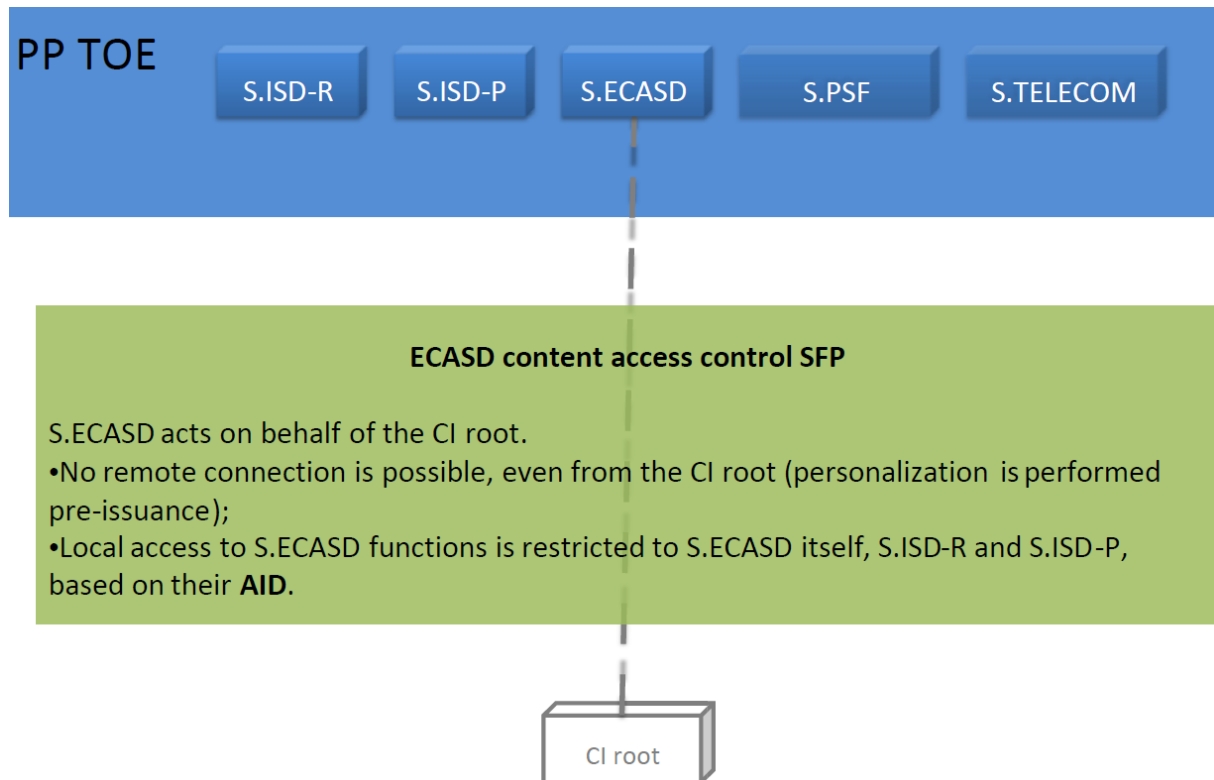 PP TOE
S.ISD-R
S.ISD-P
S.ECASD
S.PSF
S.TELECOM
ECASD content access control SFP
S.ECASD acts on behalf of the CI root.
•No remote connection is possible, even from the CI root (personalization is performed
pre-issuance);
•Local access to S.ECASD functions is restricted to S.ECASD itself, S.ISD-R and S.ISD-P,
based on their AID.
CI root